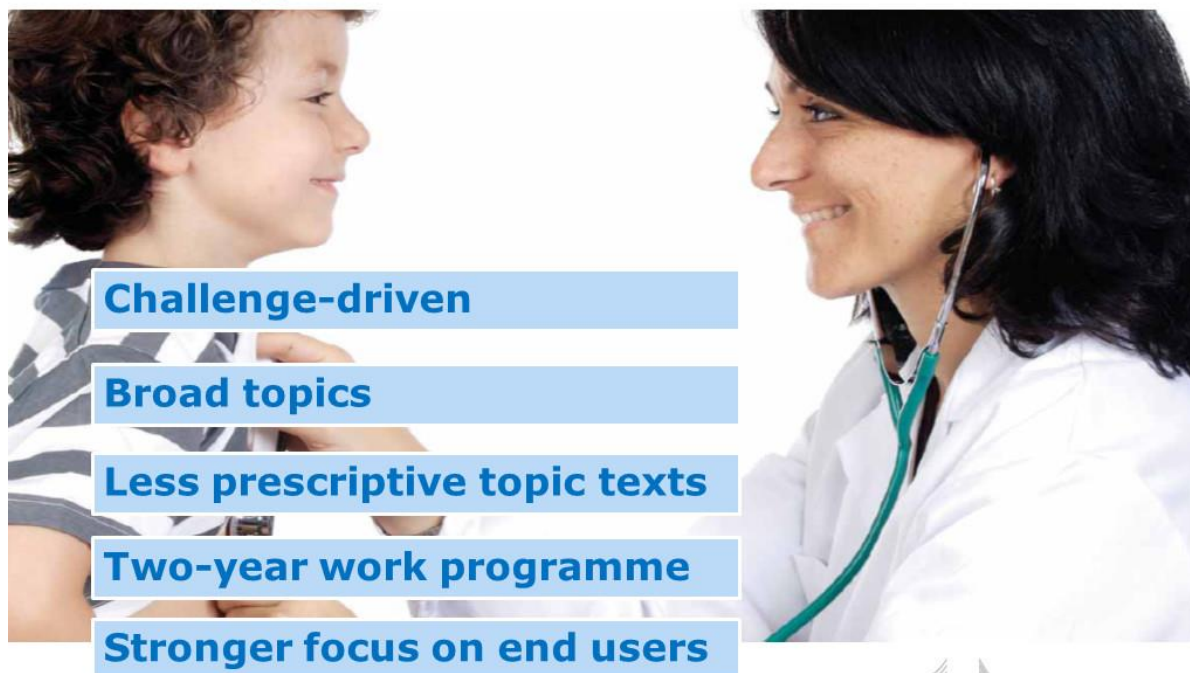 Challenge-driven
Broad topics
Less prescriptive topic texts
Two-year work programme
Stronger focus on end users